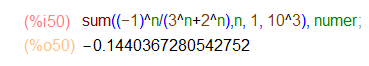 (%i50) sum((−1)^n/(3^n+2^n),n, 1, 10^3), numer;
(%o50) −0.1440367280542752